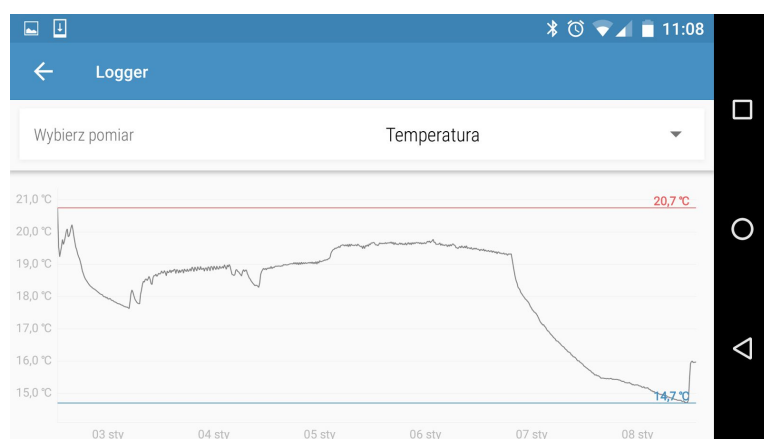 11:08
Logger
Wybierz pomiar Temperatura
21,0 °C
20,7 °C
20,0 °C
19,0 °C
18,0 °C
17,0 °C
16,0 °C
15,0 °C
14,7 °C
03 sty 04 sty 05 sty 06 sty 07 sty 08 sty